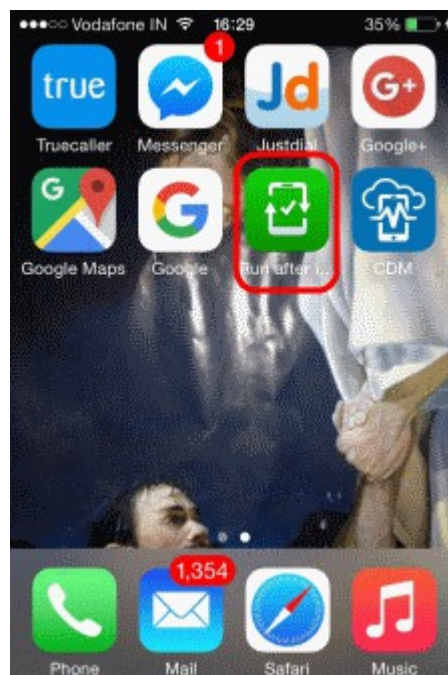 Vodafone IN 16:29 35%
1
true Jd G+
Truecaller Messenger Justdial Google+
G G
Google Maps Google Run after i... CDM
1,354
Phone Mail Safari Music